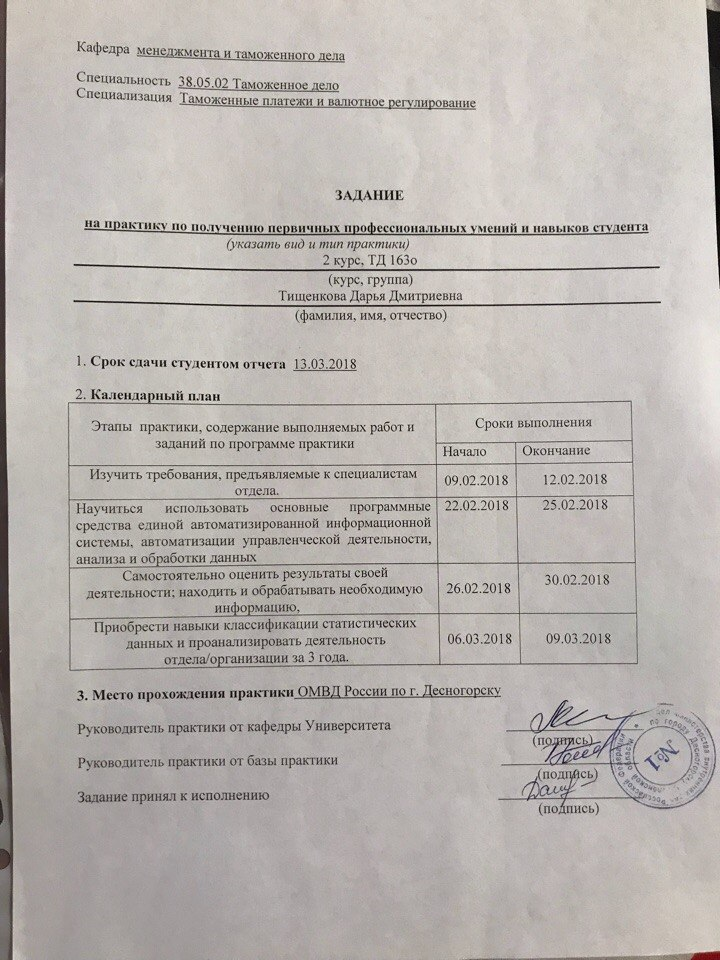 Кафедра менеджмента и таможенного дела
Специальность 38.05.02 Таможенное дело
Специализация Таможенные платежи и валютное регулирование
ЗАДАНИЕ
на практику по получению первичных профессиональных умений и навыков студента
(указать вид и тип практики)
2 курс, ТД 163о
(курс, группа)
Тищенкова Дарья Дмитриевна
(фамилия, имя, отчество)
1. Срок сдачи студентом отчета 13.03.2018
2. Календарный план
Этапы практики, содержание выполняемых работ и
заданий по программе практики
Сроки выполнения
Начало
Окончание
Изучить требования, предъявляемые к специалистам
отдела.
09.02.2018
12.02.2018
Научиться использовать основные программные
средства единой автоматизированной информационной
системы, автоматизации управленческой деятельности,
анализа и обработки данных
22.02.2018
25.02.2018
Самостоятельно оценить результаты своей
деятельности; находить и обрабатывать необходимую
информацию,
26.02.2018
30.02.2018
Приобрести навыки классификации статистических
данных и проанализировать деятельность
отдела/организации за 3 года.
06.03.2018
09.03.2018
3. Место прохождения практики ОМВД России по г. Десногорску
Руководитель практики от кафедры Университета
(подпись)
Руководитель практики от базы практики
(подпись)
Задание принял к исполнению
(подпись)
№1